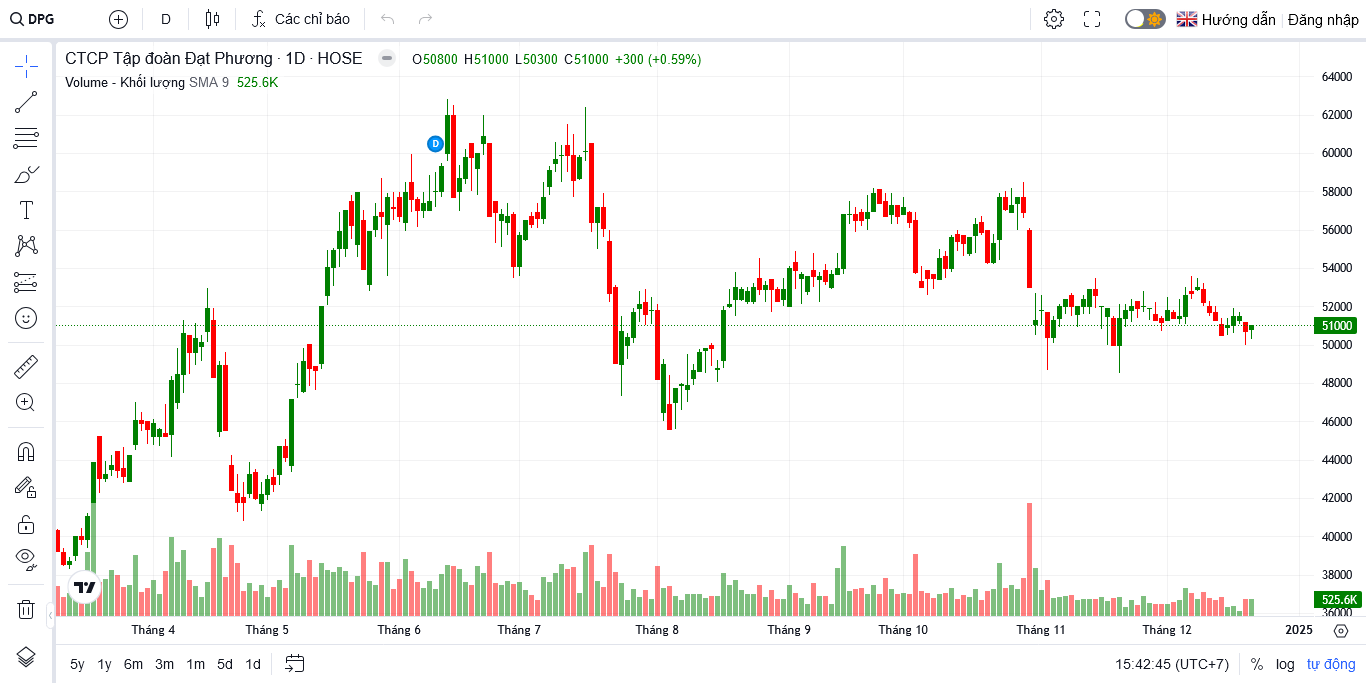 DPG D Các chỉ báo Hướng dẫn Đăng nhập
CTCP Tập đoàn Đạt Phương · 1D · HOSE O50800 H51000 L50300 C51000 +300 (+0.59%)
Volume - Khối lượng SMA 9 525.6K
D
64000
62000
60000
58000
56000
54000
52000
51000
50000
48000
46000
44000
42000
40000
38000
525.6K
36000
Tháng 4 Tháng 5 Tháng 6 Tháng 7 Tháng 8 Tháng 9 Tháng 10 Tháng 11 Tháng 12 2025
5y 1y 6m 3m 1m 5d 1d 15:42:45 (UTC+7) % log tự động